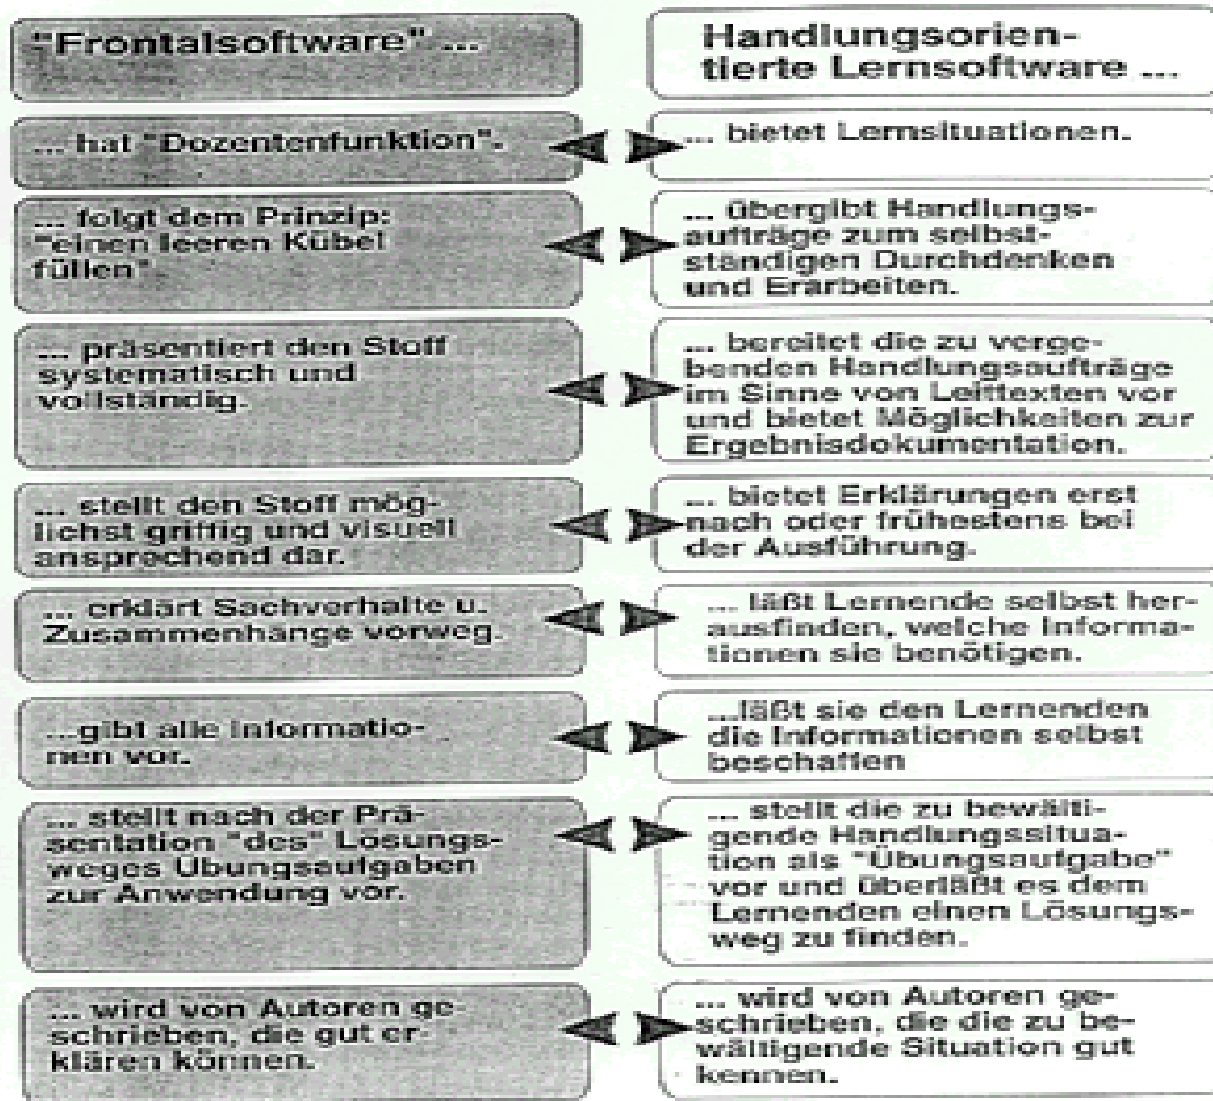 "Frontalsoftware" ...
Handlungsorien-
tierte Lernsoftware ...
... hat "Dozentenfunktion".
... bietet Lernsituationen.
... folgt dem Prinzip:
"einen leeren Kübel
füllen".
... übergibt Handlungs-
aufträge zum selbst-
ständigen Durchdenken
und Erarbeiten.
... präsentiert den Stoff
systematisch und
vollständig.
... bereitet die zu verge-
benden Handlungsaufträge
im Sinne von Leittexten vor
und bietet Möglichkeiten zur
Ergebnisdokumentation.
... stellt den Stoff mög-
lichst griffig und visuell
ansprechend dar.
... bietet Erklärungen erst
nach oder frühestens bei
der Ausführung.
... erklärt Sachverhalte u.
Zusammenhänge vorweg.
... läßt Lernende selbst her-
ausfinden, welche Informa-
tionen sie benötigen.
...gibt alle Informatio-
nen vor.
...läßt sie den Lernenden
die Informationen selbst
beschaffen
... stellt nach der Prä-
sentation "des" Lösungs-
weges Übungsaufgaben
zur Anwendung vor.
... stellt die zu bewälti-
gende Handlungssitua-
tion als "Übungsaufgabe"
vor und überläßt es dem
Lernenden einen Lösungs-
weg zu finden.
... wird von Autoren ge-
schrieben, die gut er-
klären können.
... wird von Autoren ge-
schrieben, die die zu be-
wältigende Situation gut
kennen.